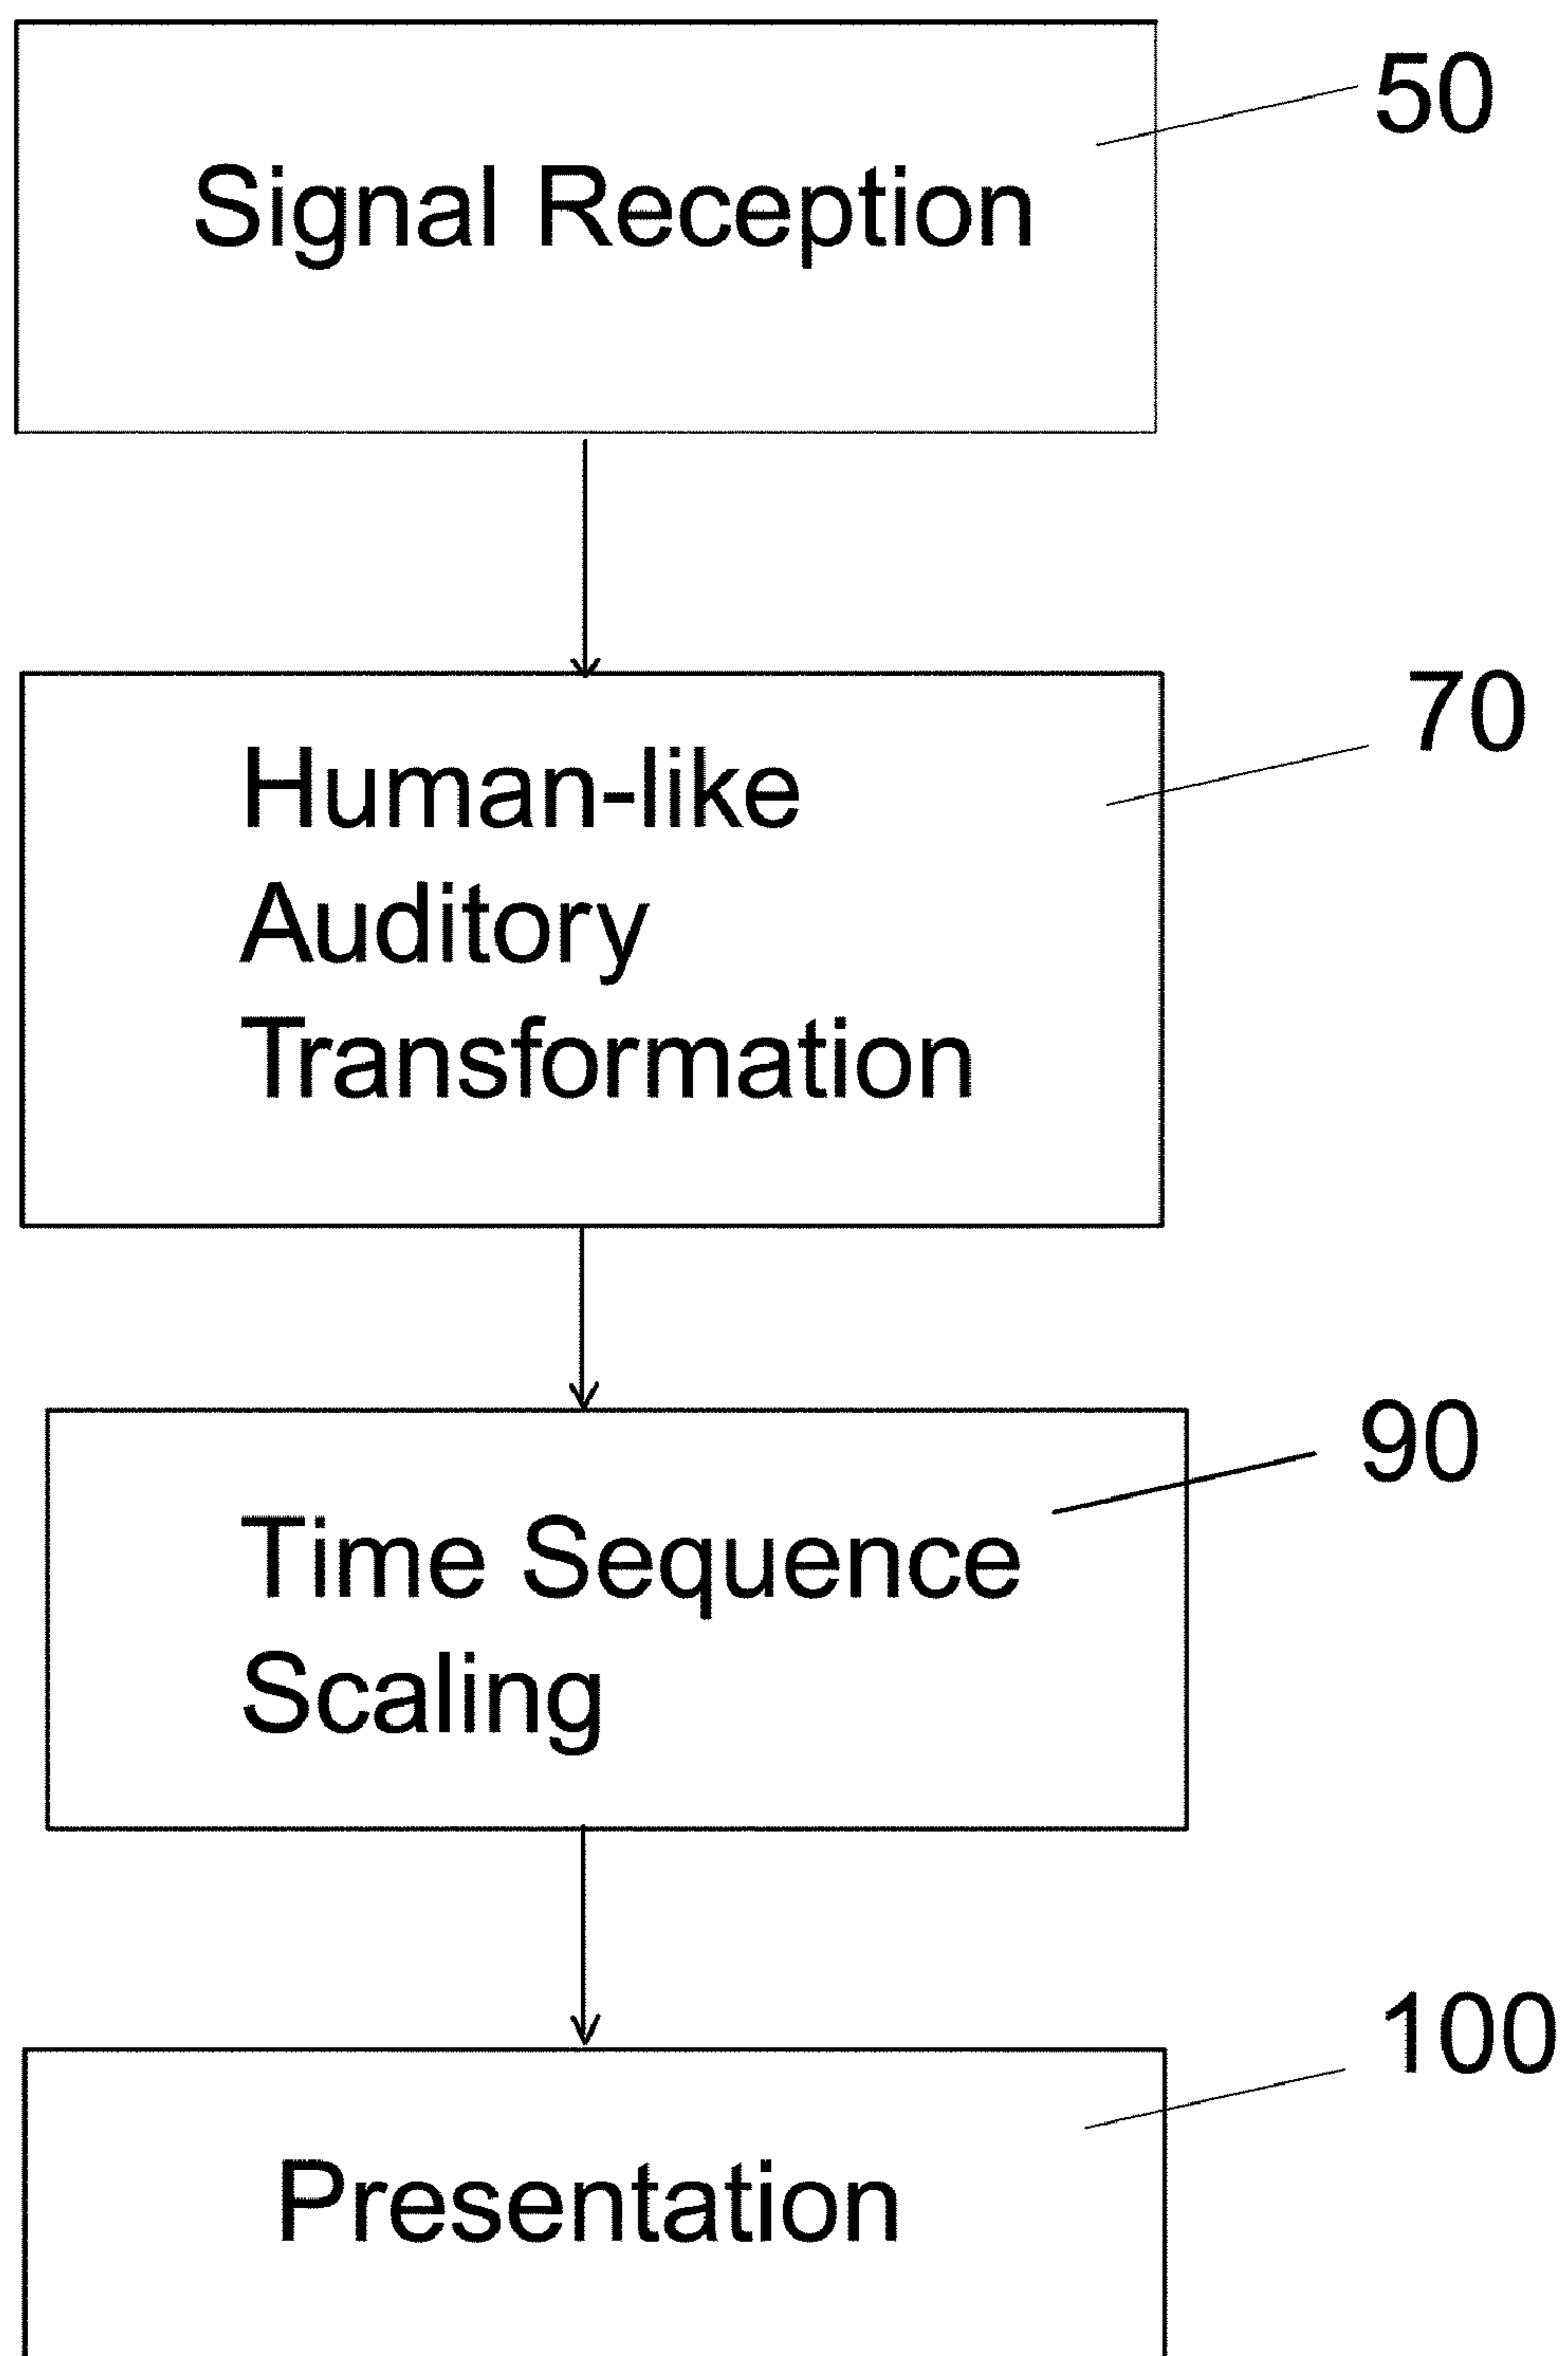 50
Signal Reception
70
Human-like
Auditory
Transformation
90
Time Sequence
Scaling
100
Presentation